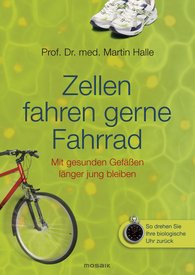 Prof. Dr. med. Martin Halle
Zellen
fahren gerne
Fahrrad
Mit gesunden Gefäßen
länger jung bleiben
So drehen Sie
Ihre biologische
Uhr zurück
mosaik